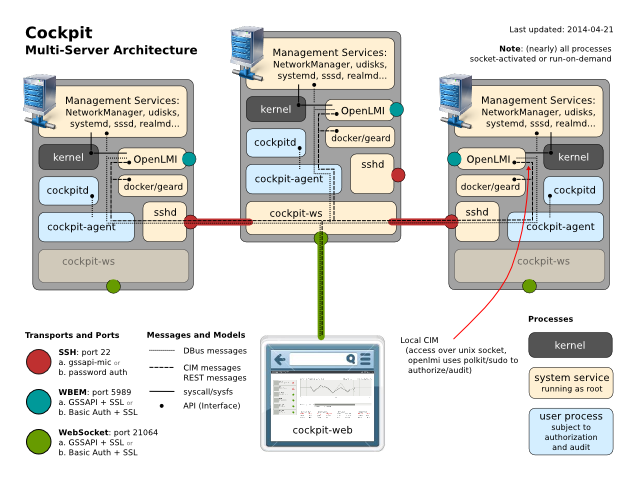 Cockpit
Multi-Server Architecture
Last updated: 2014-04-21
Note: (nearly) all processes
socket-activated or run-on-demand
Management Services:
NetworkManager, udisks,
systemd, sssd, realmd...
kernel
OpenLMI
docker/geard
cockpitd
sshd
cockpit-agent
cockpit-ws
Management Services:
NetworkManager, udisks,
systemd, sssd, realmd...
kernel
OpenLMI
docker/geard
cockpitd
sshd
cockpit-agent
cockpit-ws
Management Services:
NetworkManager, udisks,
systemd, sssd, realmd...
OpenLMI
kernel
docker/geard
cockpitd
sshd
cockpit-agent
cockpit-ws
cockpit-web
Local CIM
(access over unix socket,
openlmi uses polkit/sudo to
authorize/audit)
Transports and Ports
SSH: port 22
a. gssapi-mic or
b. password auth
WBEM: port 5989
a. GSSAPI + SSL or
b. Basic Auth + SSL
WebSocket: port 21064
a. GSSAPI + SSL or
b. Basic Auth + SSL
Messages and Models
DBus messages
CIM messages
REST messages
syscall/sysfs
API (Interface)
Processes
kernel
system service
running as root
user process
subject to
authorization
and audit